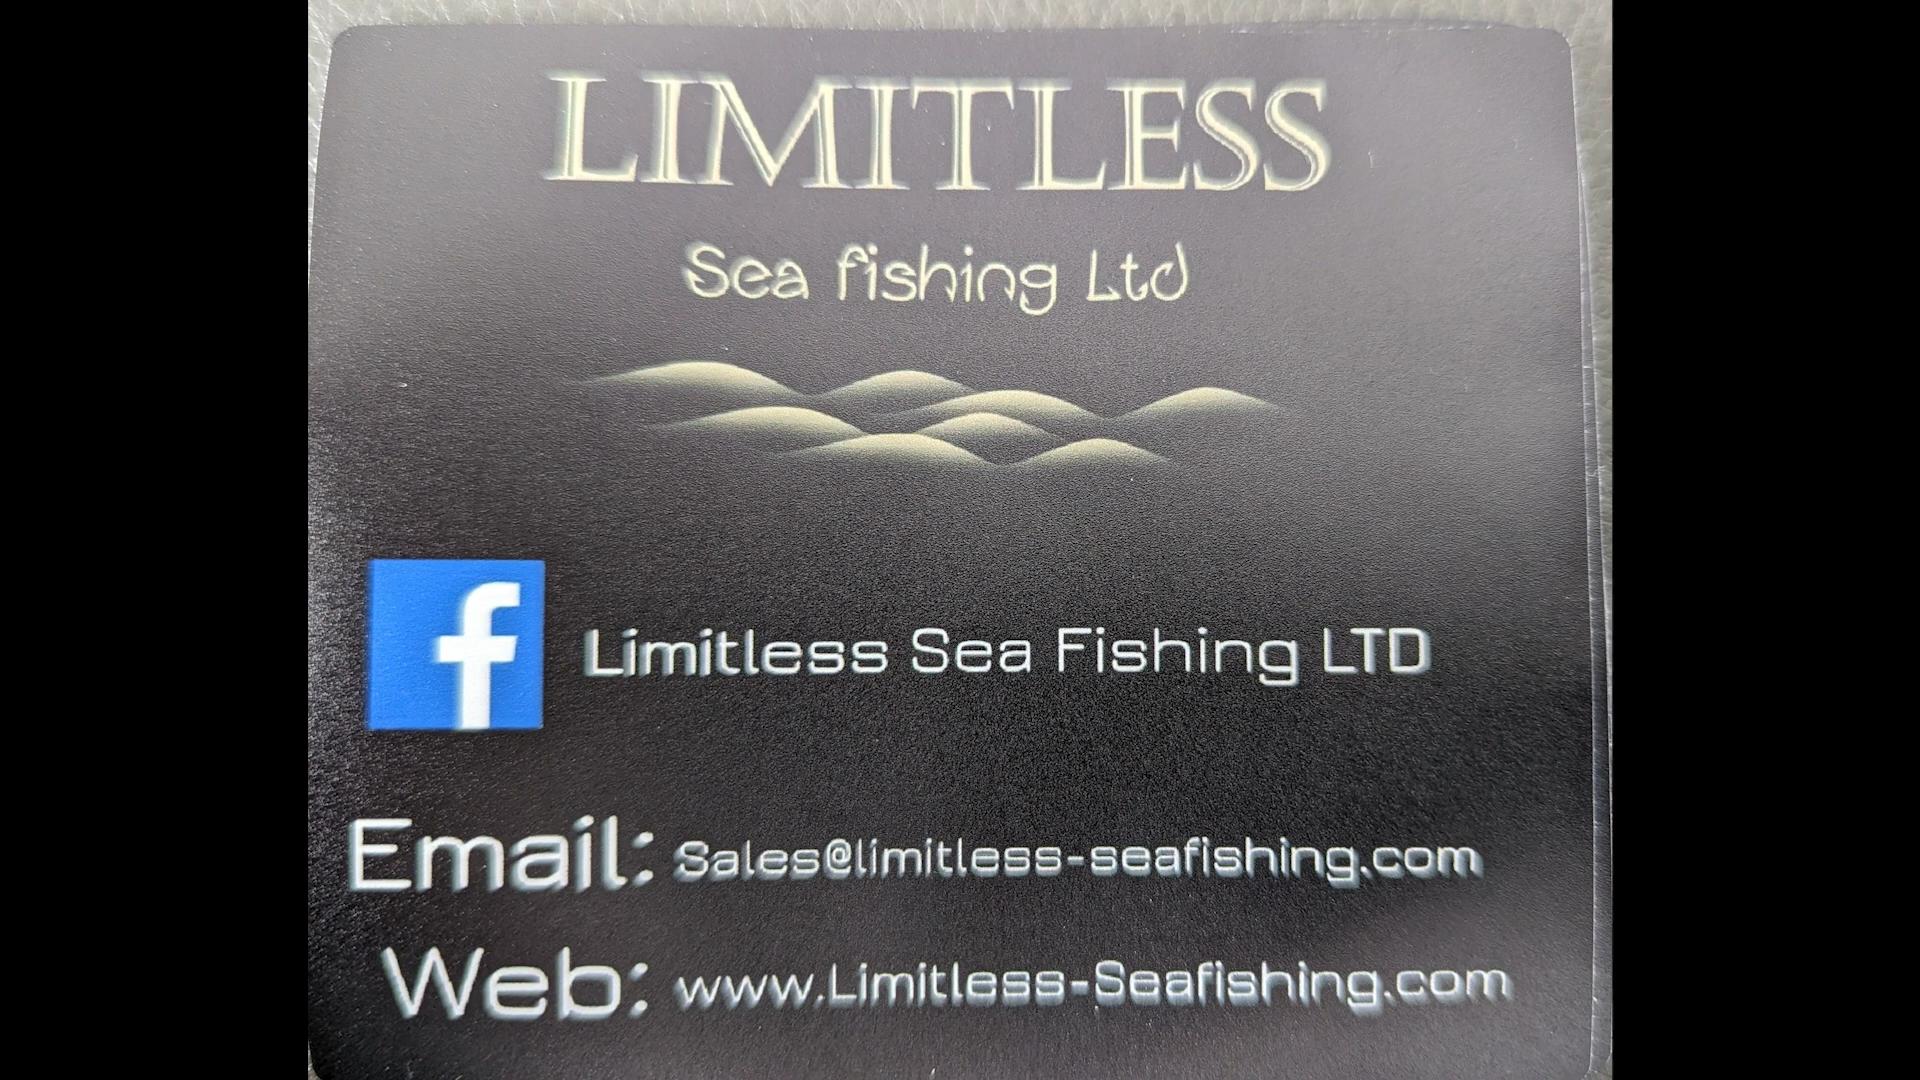 LIMITLESS
Sea fishing Ltd
f Limitless Sea Fishing LTD
Email: Sales@limitless-seafishing.com
Web: www.Limitless-Seafishing.com